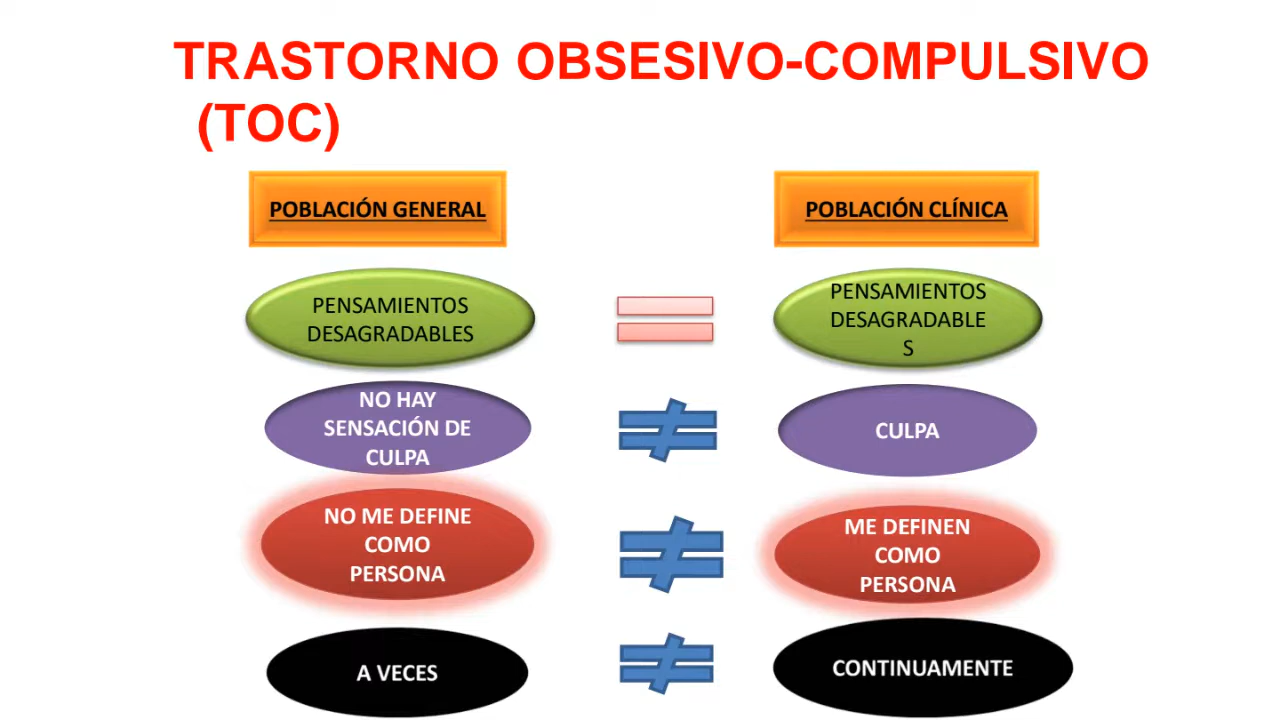 TRASTORNO OBSESIVO-COMPULSIVO
(TOC)
POBLACIÓN GENERAL
POBLACIÓN CLÍNICA
PENSAMIENTOS
DESAGRADABLES
PENSAMIENTOS
DESAGRADABLE
S
NO HAY
SENSACIÓN DE
CULPA
CULPA
NO ME DEFINE
COMO
PERSONA
ME DEFINEN
COMO
PERSONA
A VECES
CONTINUAMENTE